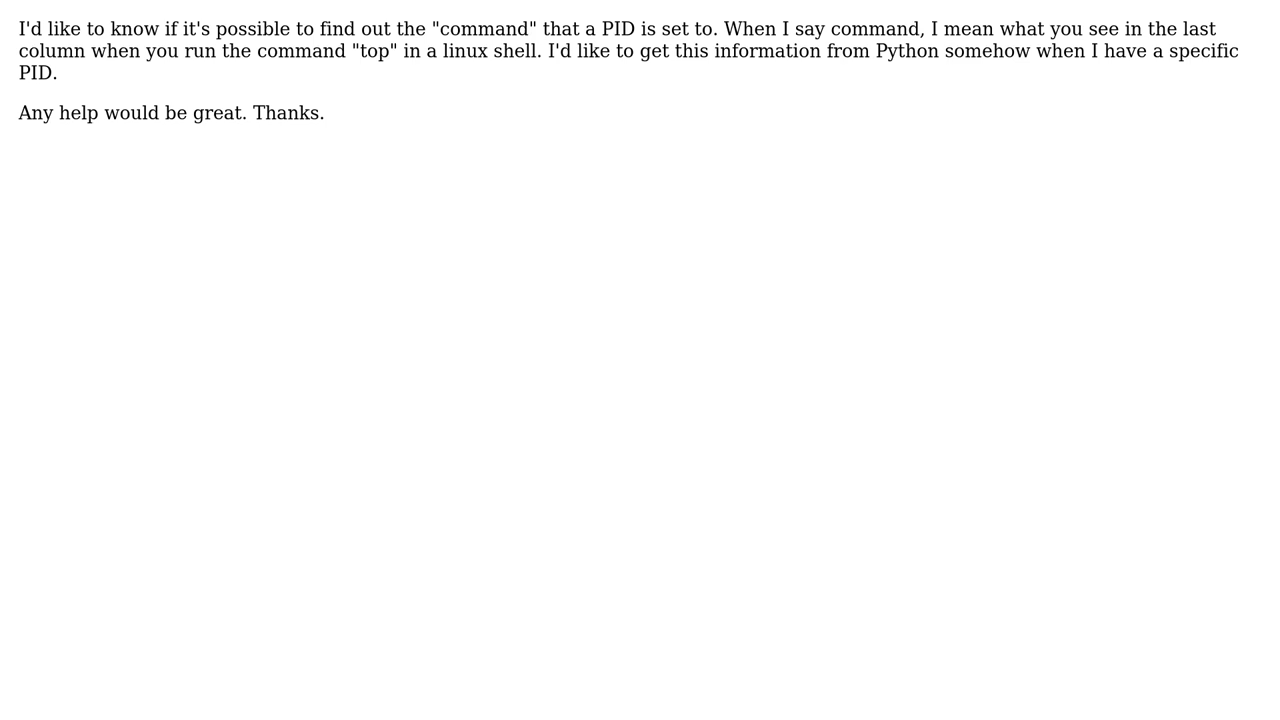 I'd like to know if it's possible to find out the "command" that a PID is set to. When I say command, I mean what you see in the last
column when you run the command "top" in a linux shell. I'd like to get this information from Python somehow when I have a specific
PID.
Any help would be great. Thanks.